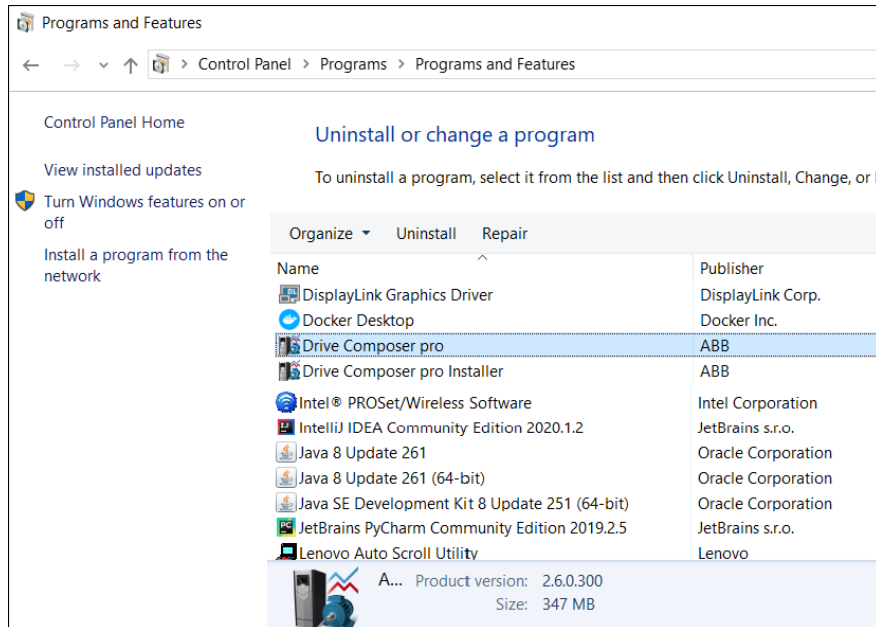 Programs and Features
Control Panel > Programs > Programs and Features
Control Panel Home
View installed updates
Turn Windows features on or
off
Install a program from the
network
Uninstall or change a program
To uninstall a program, select it from the list and then click Uninstall, Change, or
Organize Uninstall Repair
Name Publisher
DisplayLink Graphics Driver DisplayLink Corp.
Docker Desktop Docker Inc.
Drive Composer pro ABB
Drive Composer pro Installer ABB
Intel® PROSet/Wireless Software Intel Corporation
IntelliJ IDEA Community Edition 2020.1.2 JetBrains s.r.o.
Java 8 Update 261 Oracle Corporation
Java 8 Update 261 (64-bit) Oracle Corporation
Java SE Development Kit 8 Update 251 (64-bit) Oracle Corporation
JetBrains PyCharm Community Edition 2019.2.5 JetBrains s.r.o.
Lenovo Auto Scroll Utility Lenovo
A... Product version: 2.6.0.300
Size: 347 MB